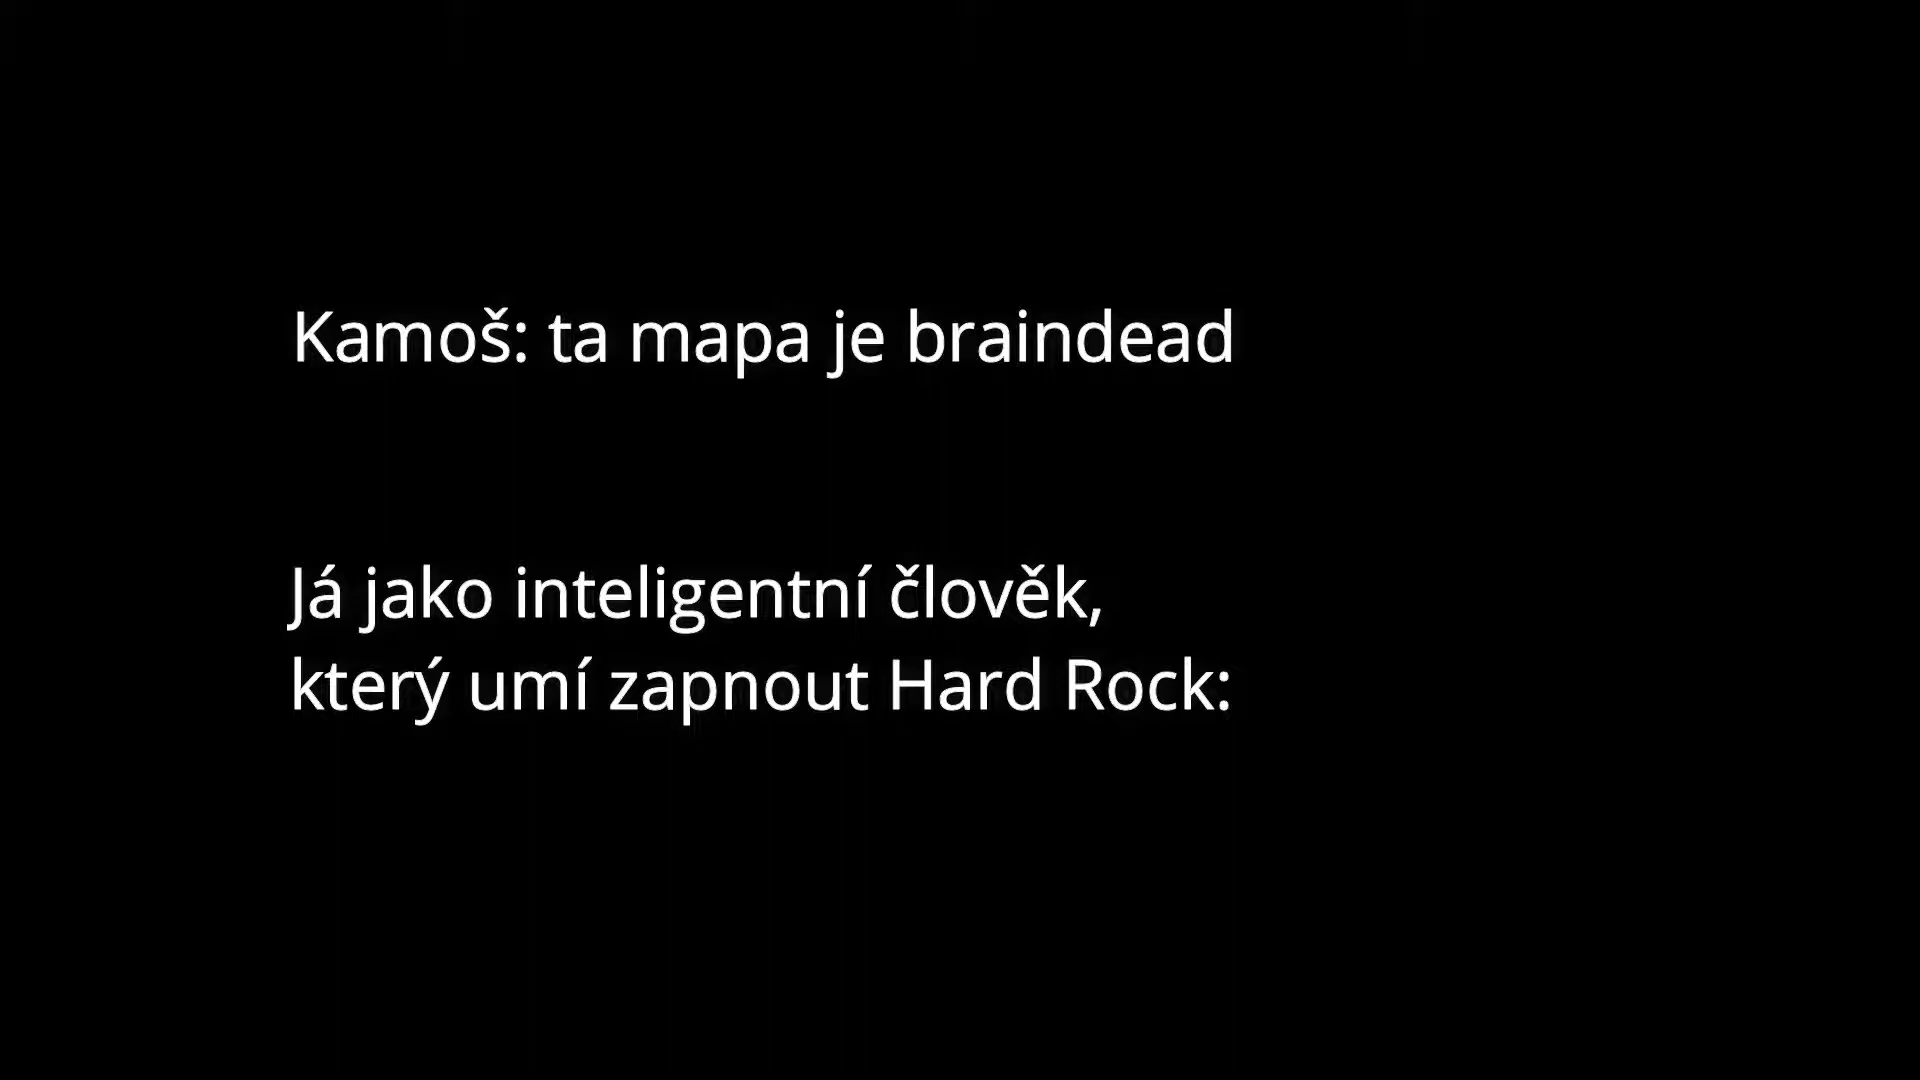 Kamoš: ta mapa je braindead
Já jako inteligentní člověk,
který umí zapnout Hard Rock: